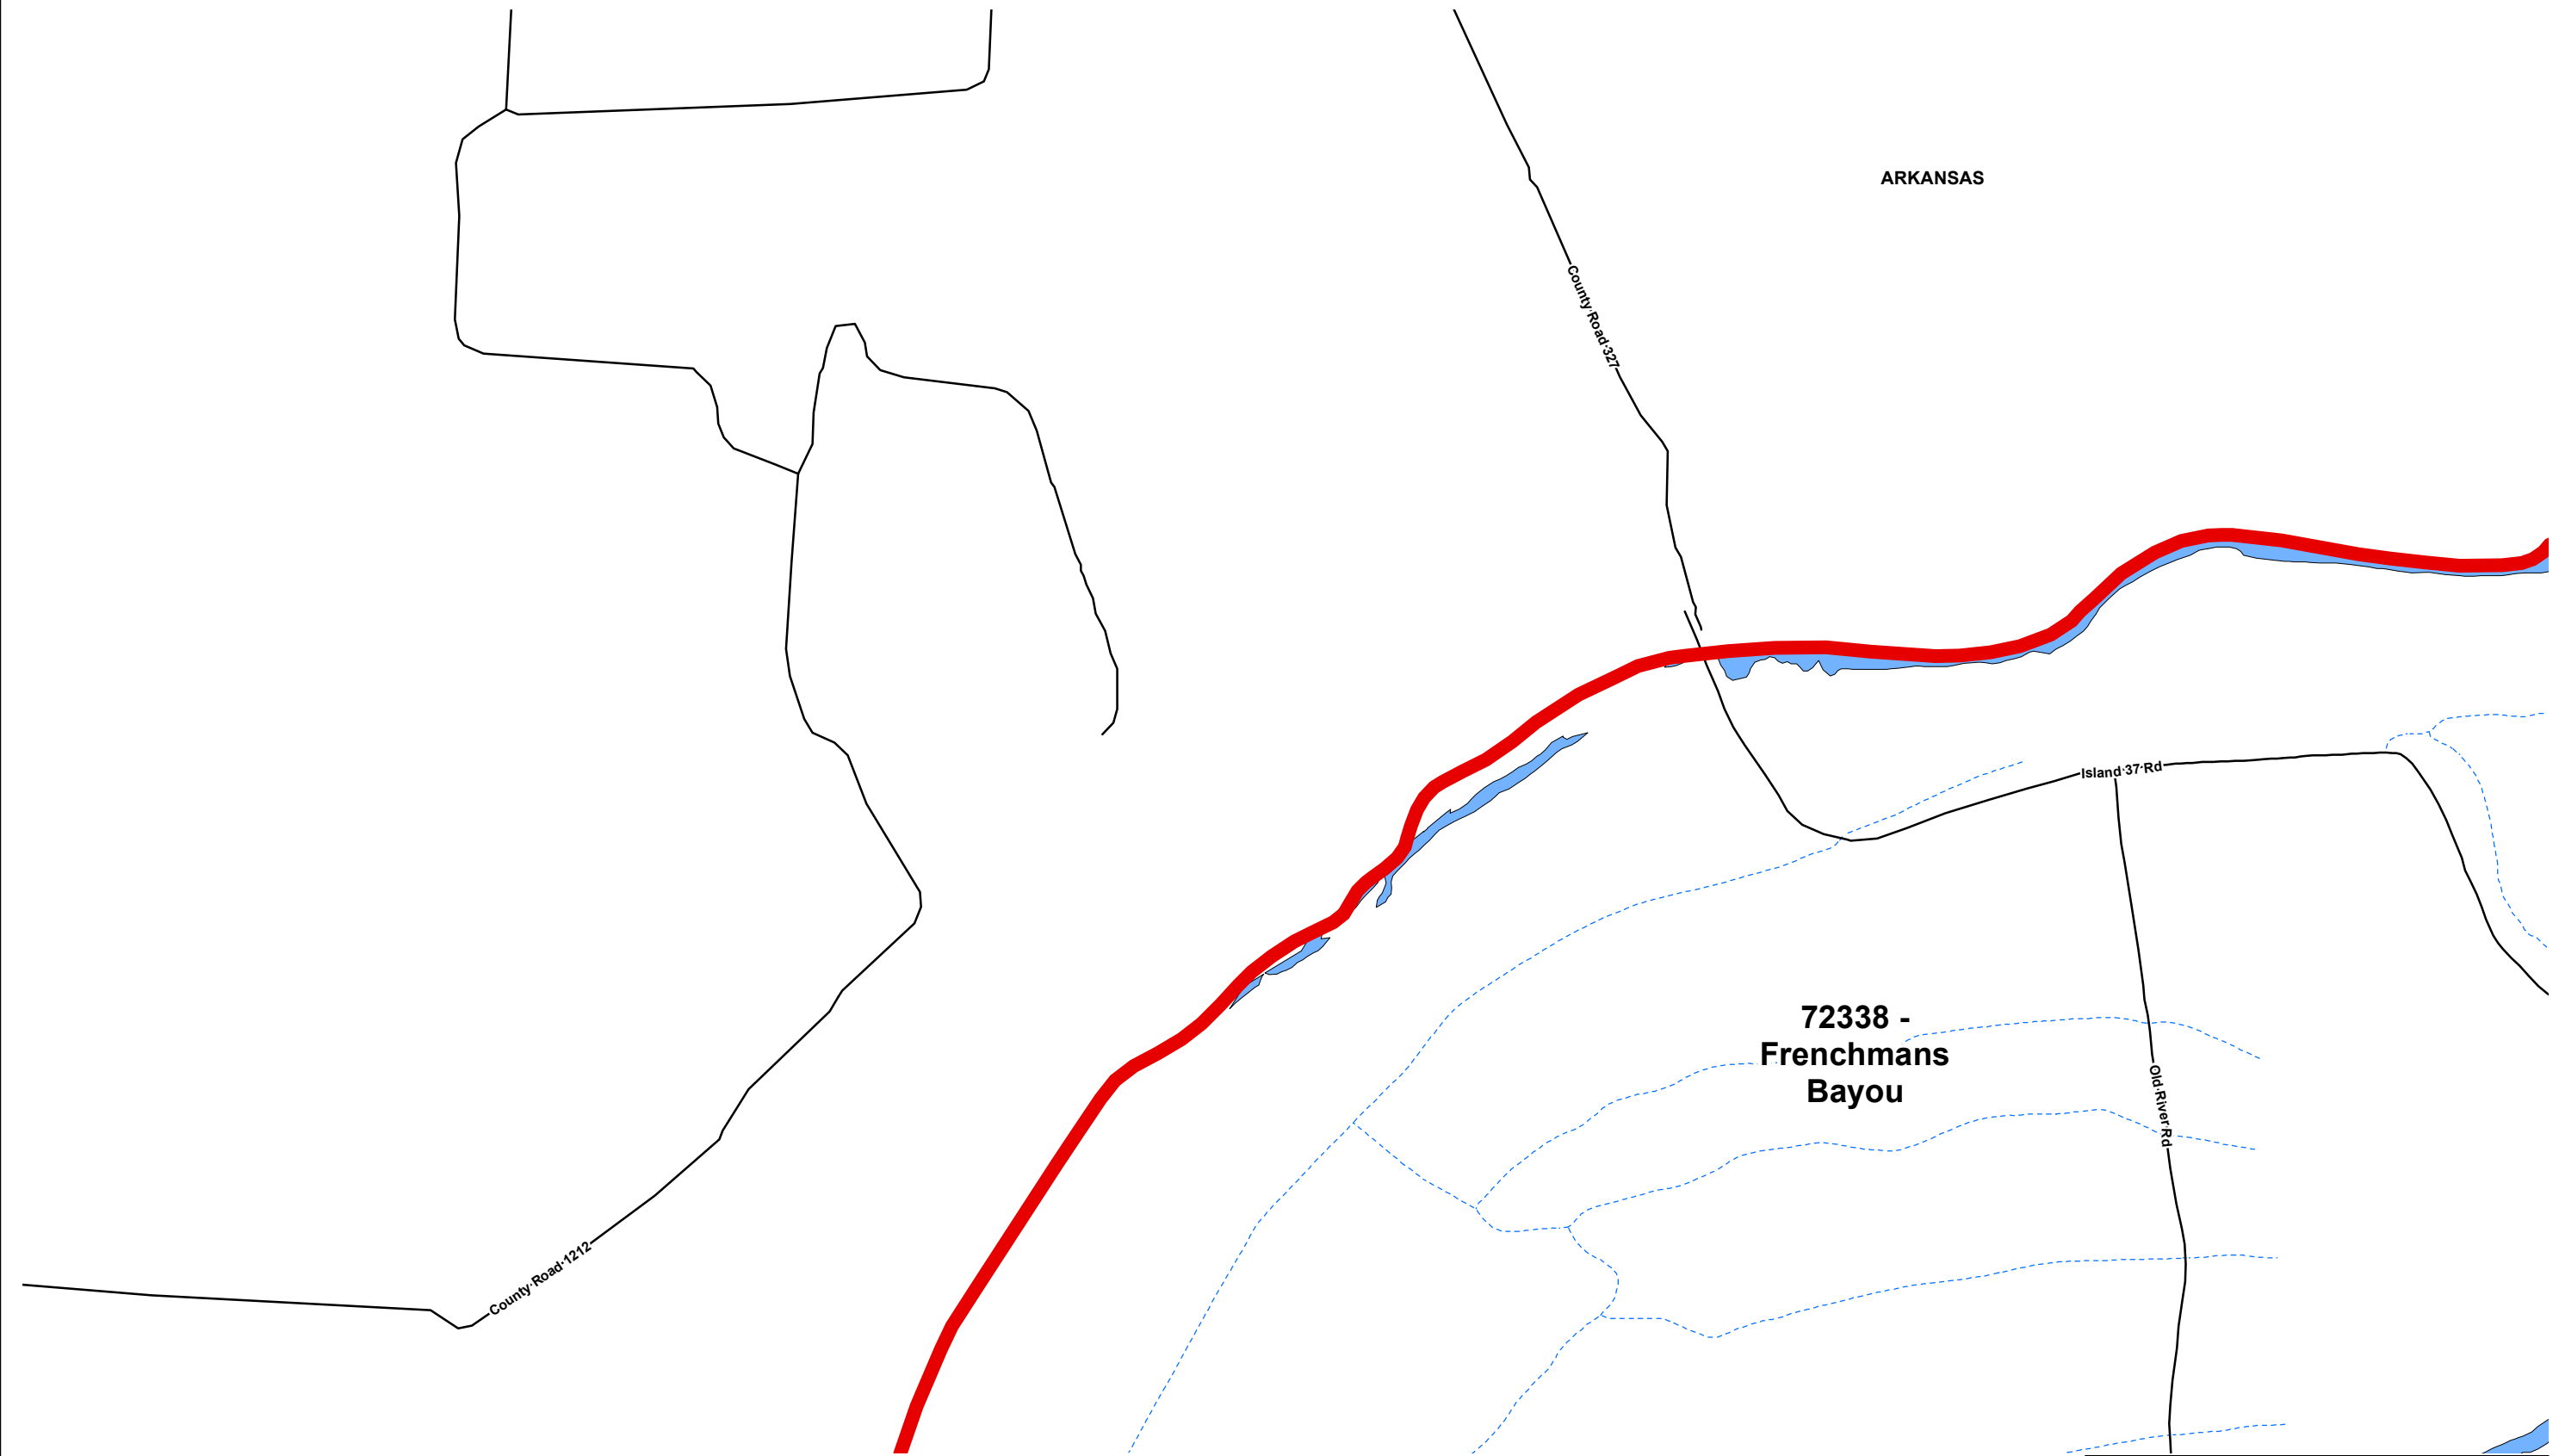 ARKANSAS
County Road 327
Island 37 Rd
72338 -
Frenchmans
Bayou
Old River Rd
County Road 1212